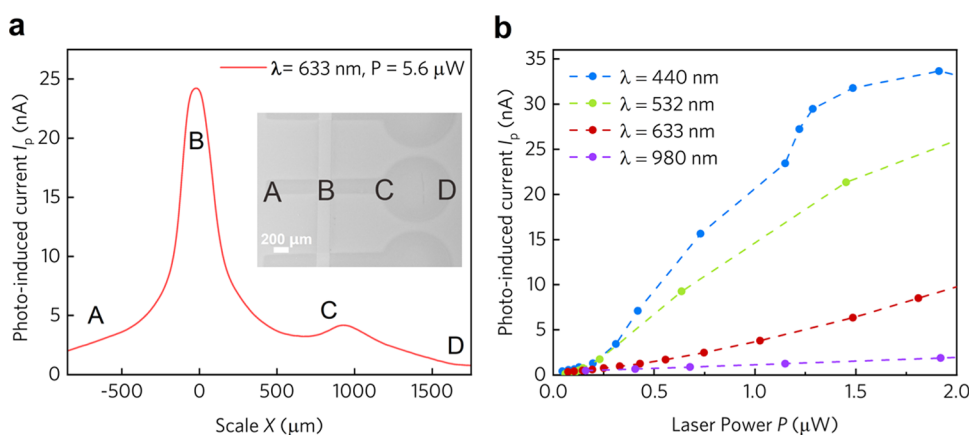 a
λ= 633 nm, P = 5.6 μW
Photo-induced current Ip (nA)
25
20
15
10
5
0
A
B
C
D
A B C D
200 μm
-500 0 500 1000 1500
Scale X (μm)
b
λ = 440 nm
λ = 532 nm
λ = 633 nm
λ = 980 nm
Photo-induced current Ip (nA)
35
30
25
20
15
10
5
0
0.0 0.5 1.0 1.5 2.0
Laser Power P (μW)